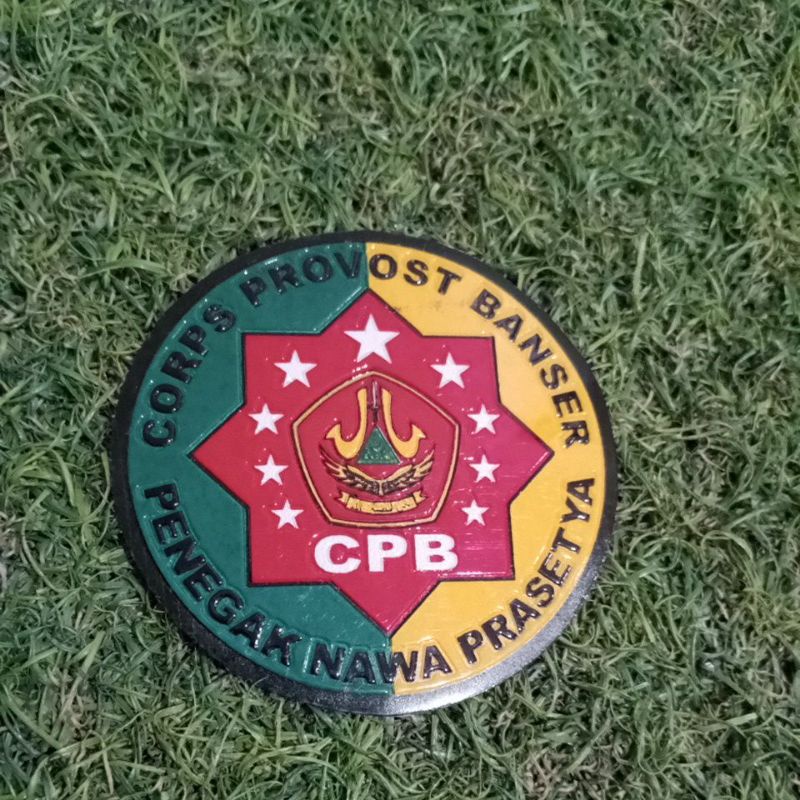 CORPS PROVOST BANSER
CPB
PENEGAK NAWA PRASETYA